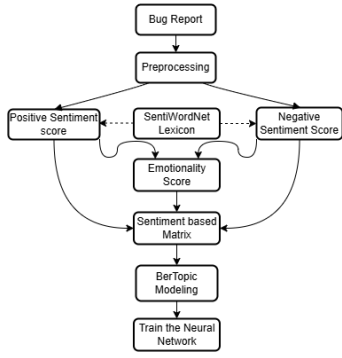 Bug Report
Preprocessing
Positive Sentiment
score
SentiWordNet
Lexicon
Negative
Sentiment Score
Emotionality
Score
Sentiment based
Matrix
BerTopic
Modeling
Train the Neural
Network